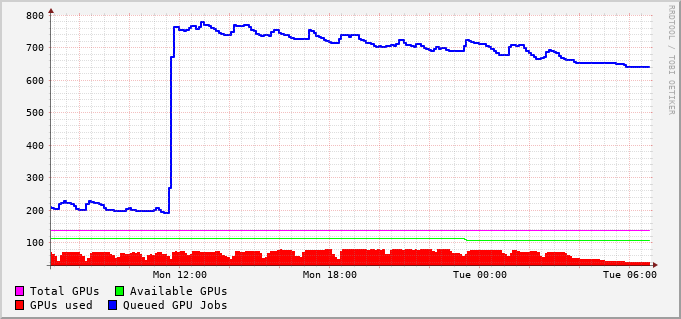 800
700
600
500
400
300
200
100
Mon 12:00 Mon 18:00 Tue 00:00 Tue 06:00
Total GPUs Available GPUs
GPUs used Queued GPU Jobs
RRDTOOL / TOBI OETIKER